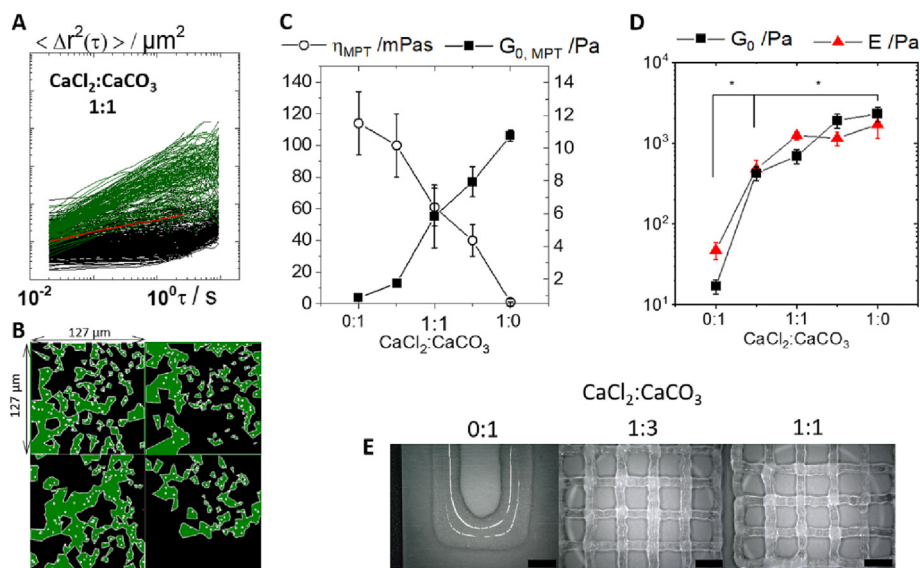 A
< Δr²(τ) > / μm²
CaCl₂:CaCO₃
1:1
10⁻²
10⁰
τ / s
B
127 μm
127 μm
C
η_MPT /mPas
G₀, MPT /Pa
140
120
100
80
60
40
20
0
14
12
10
8
6
4
2
0:1
1:1
1:0
CaCl₂:CaCO₃
D
G₀ /Pa
E /Pa
*
*
10⁴
10³
10²
10¹
0:1
1:1
1:0
CaCl₂:CaCO₃
CaCl₂:CaCO₃
0:1
1:3
1:1
E